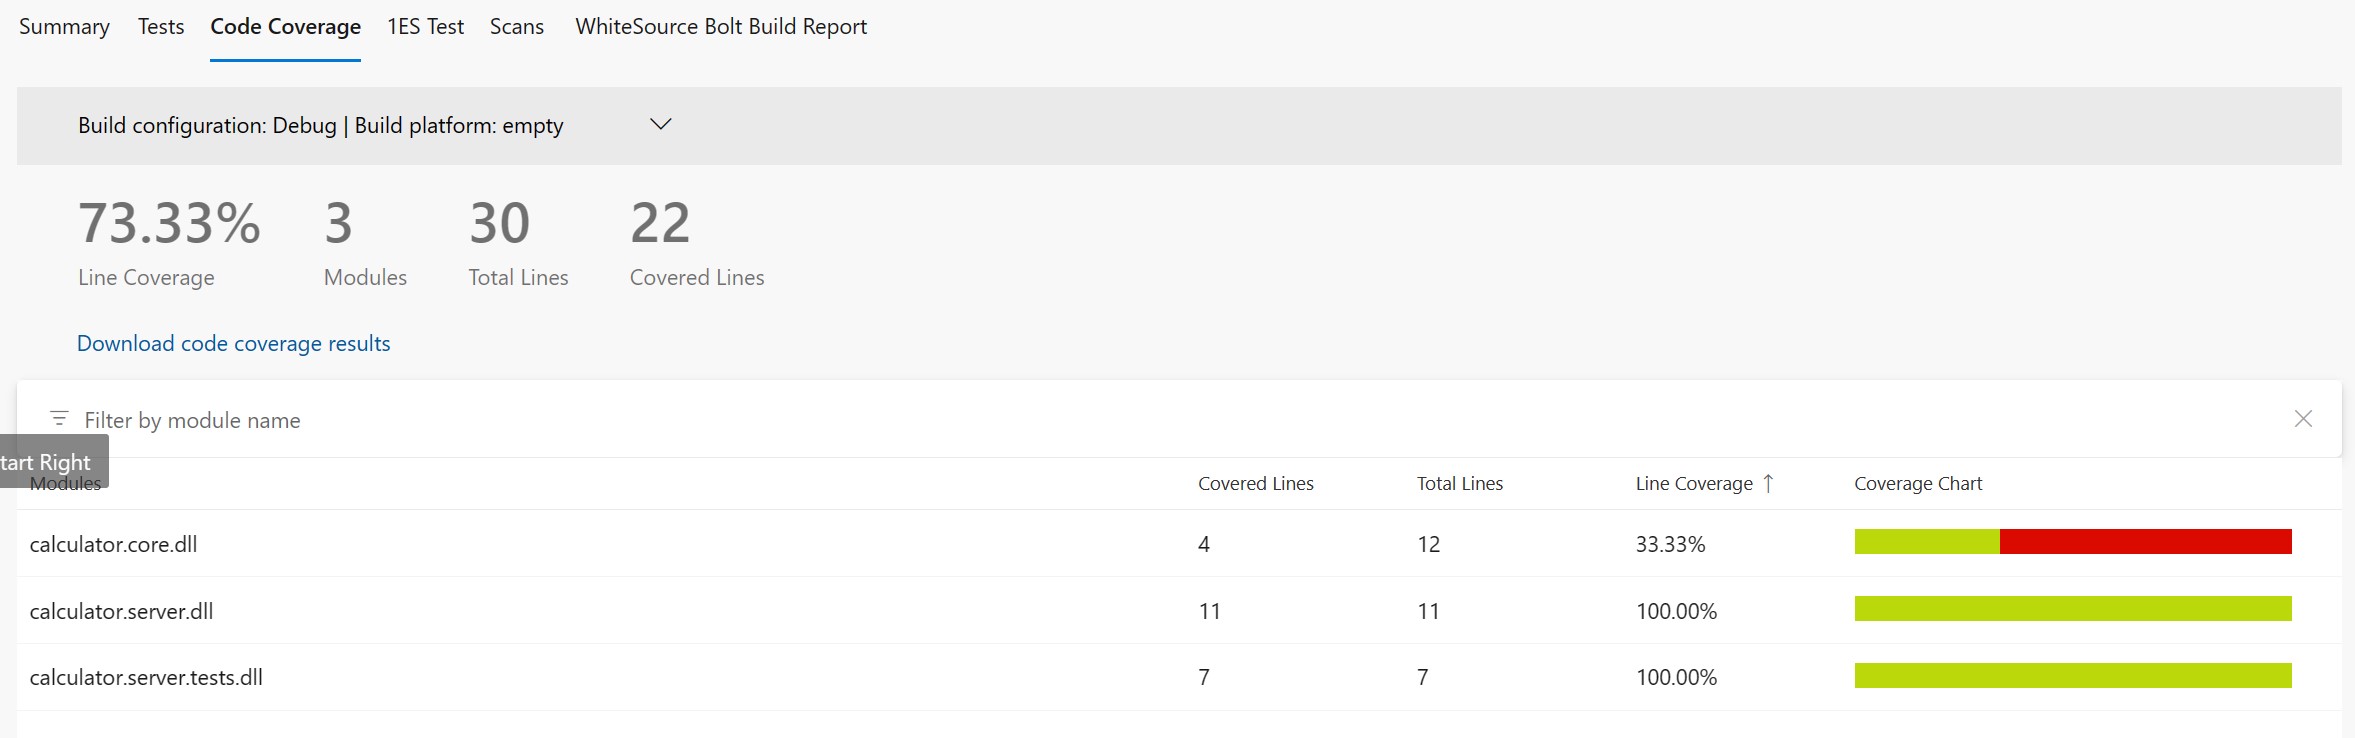 Summary Tests Code Coverage 1ES Test Scans WhiteSource Bolt Build Report
Build configuration: Debug | Build platform: empty
73.33% 3 30 22
Line Coverage Modules Total Lines Covered Lines
Download code coverage results
Filter by module name
tart Right
Modules Covered Lines Total Lines Line Coverage ↑ Coverage Chart
calculator.core.dll 4 12 33.33%
calculator.server.dll 11 11 100.00%
calculator.server.tests.dll 7 7 100.00%